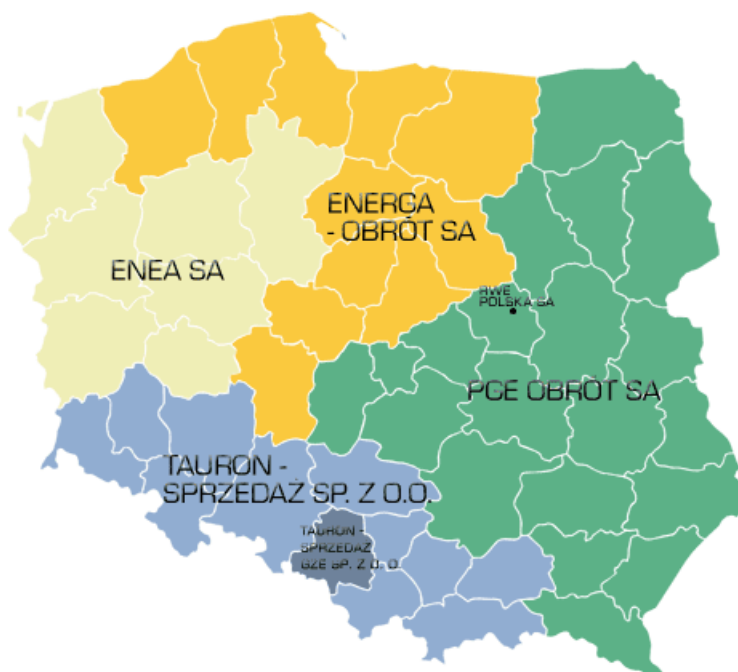 ENERGA
- OBRÓT SA
ENEA SA
RWE
POLSKA SA
PGE OBRÓT SA
TAURON -
SPRZEDAŻ SP. Z O.O.
TAURON -
SPRZEDAŻ
GZE SP. Z O. O.